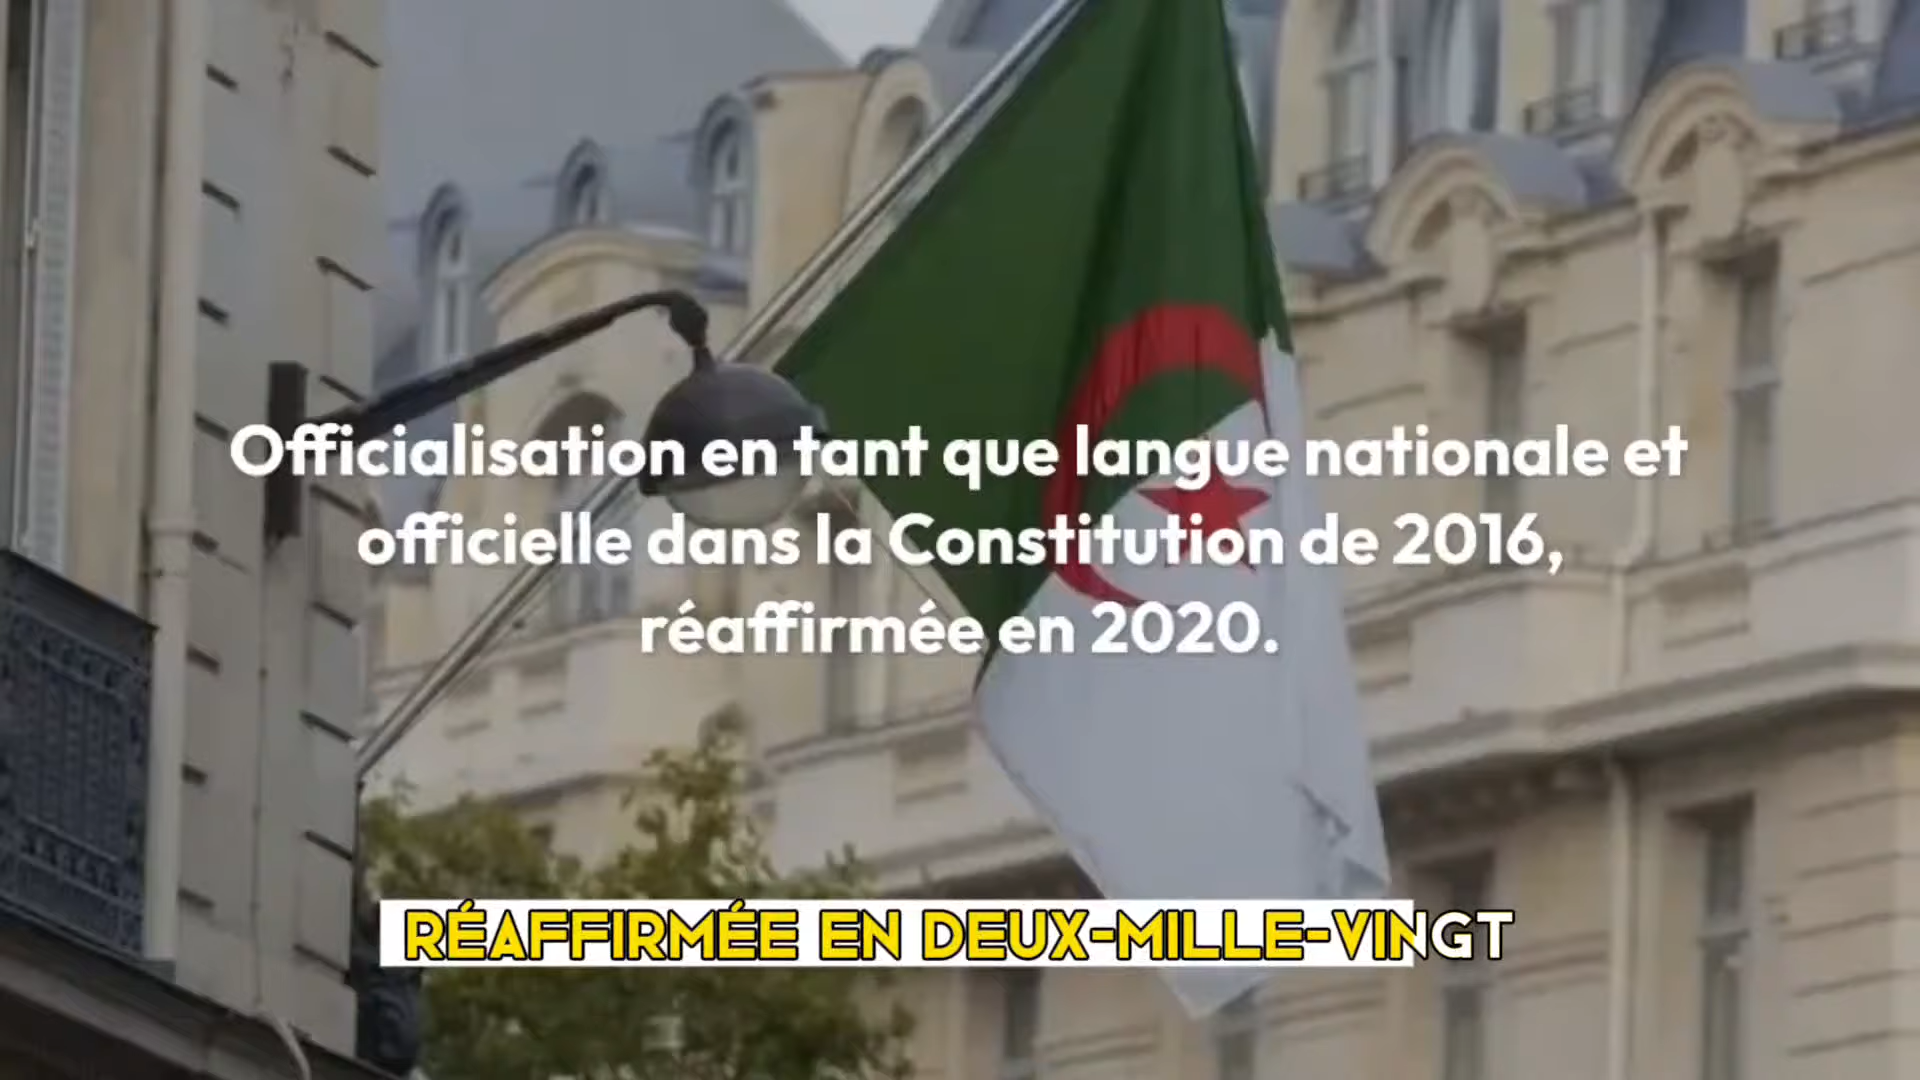 Officialisation en tant que langue nationale et
officielle dans la Constitution de 2016,
réaffirmée en 2020.
RÉAFFIRMÉE EN DEUX-MILLE-VINGT